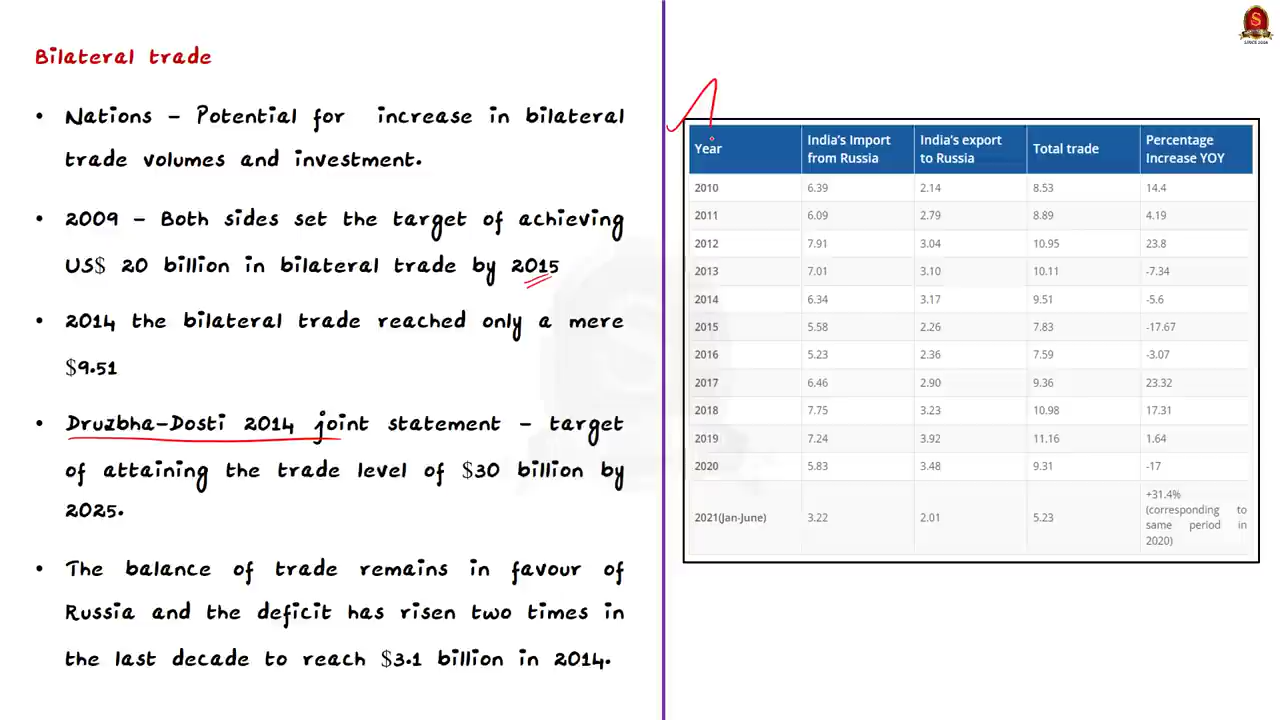 Bilateral trade
• Nations – Potential for increase in bilateral
trade volumes and investment.
• 2009 – Both sides set the target of achieving
US$ 20 billion in bilateral trade by 2015
• 2014 the bilateral trade reached only a mere
$9.51
• Druzbha-Dosti 2014 joint statement – target
of attaining the trade level of $30 billion by
2025.
• The balance of trade remains in favour of
Russia and the deficit has risen two times in
the last decade to reach $3.1 billion in 2014.
Year India's Import from Russia India's export to Russia Total trade Percentage Increase YOY
2010 6.39 2.14 8.53 14.4
2011 6.09 2.79 8.89 4.19
2012 7.91 3.04 10.95 23.8
2013 7.01 3.10 10.11 -7.34
2014 6.34 3.17 9.51 -5.6
2015 5.58 2.26 7.83 -17.67
2016 5.23 2.36 7.59 -3.07
2017 6.46 2.90 9.36 23.32
2018 7.75 3.23 10.98 17.31
2019 7.24 3.92 11.16 1.64
2020 5.83 3.48 9.31 -17
2021(Jan-June) 3.22 2.01 5.23 +31.4% (corresponding to same period in 2020)